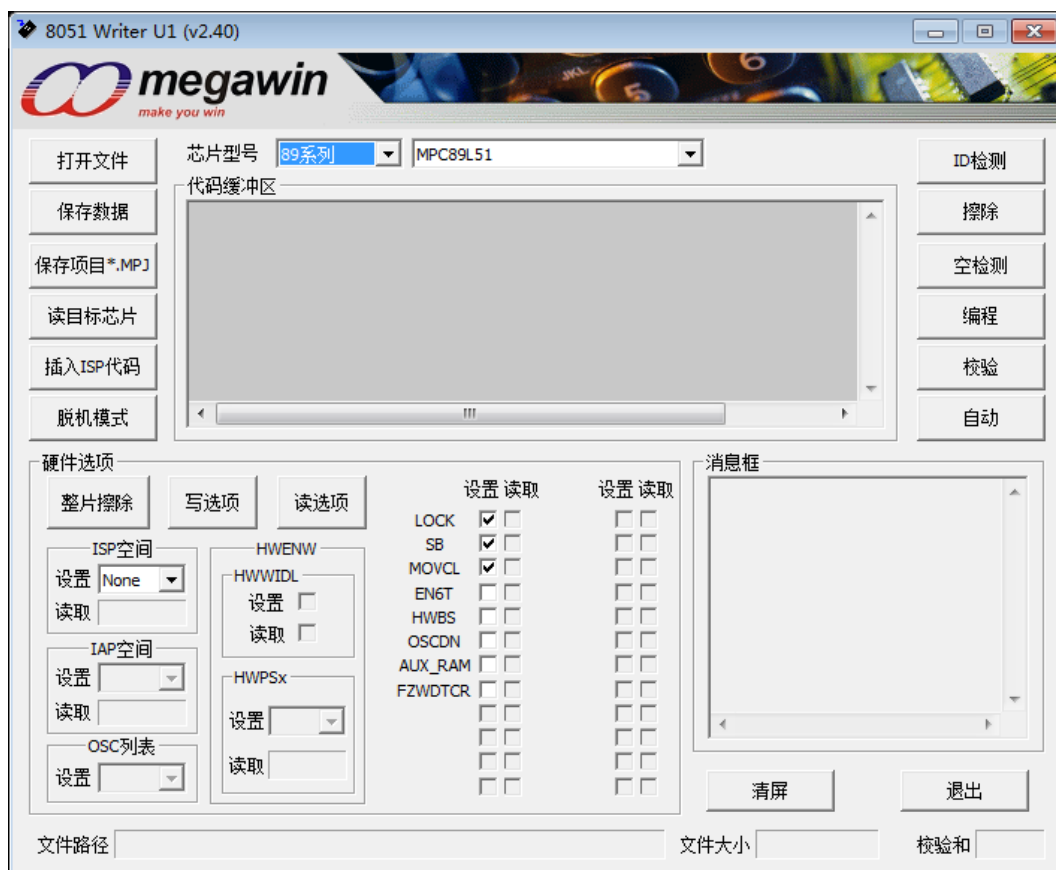 8051 Writer U1 (v2.40)
megawin
make you win
JKL
5
6
打开文件
芯片型号 89系列 MPC89L51
ID检测
代码缓冲区
保存数据
擦除
保存项目*.MPJ
空检测
读目标芯片
编程
插入ISP代码
校验
脱机模式
自动
硬件选项
消息框
整片擦除 写选项 读选项
设置 读取 设置 读取
LOCK
SB
MOVCL
EN6T
HWBS
OSCDN
AUX_RAM
FZWDTCR
ISP空间
设置 None
读取
IAP空间
设置
读取
OSC列表
设置
HWENW
HWWIDL
设置
读取
HWPSx
设置
读取
清屏 退出
文件路径 文件大小 校验和